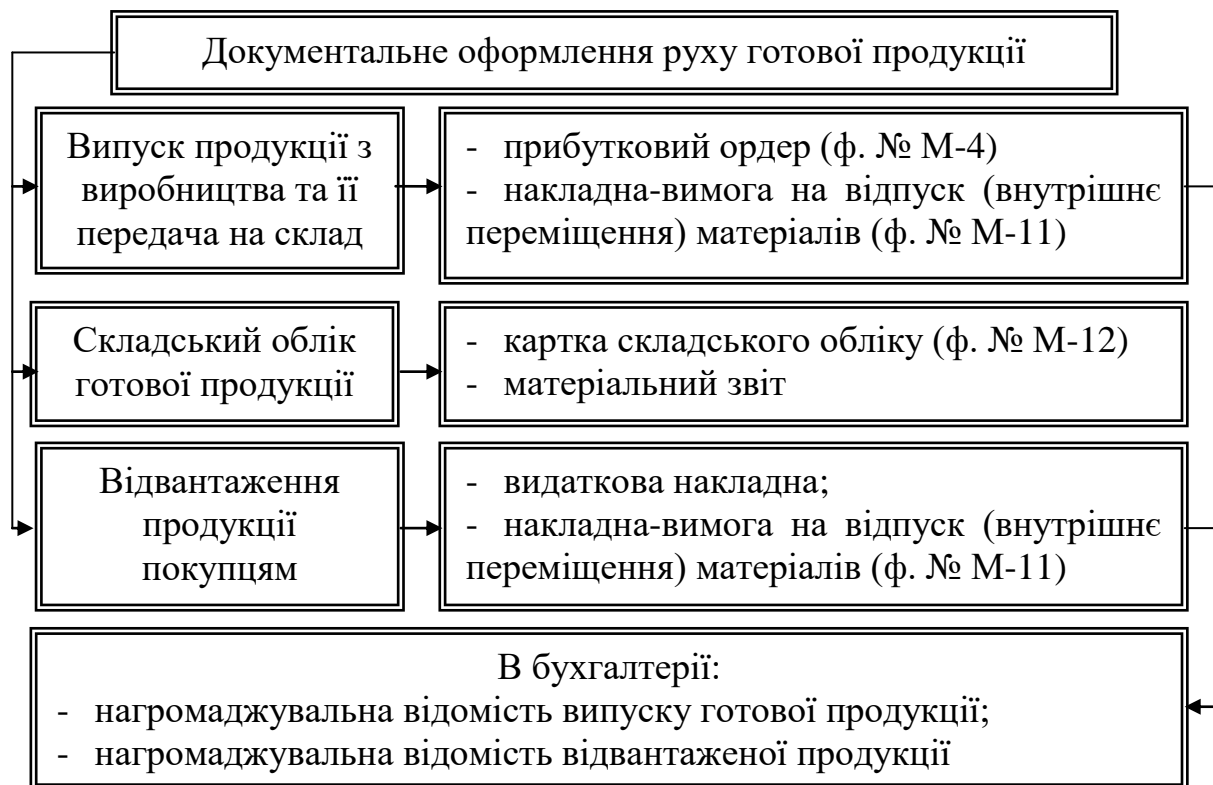 Документальне оформлення руху готової продукції
Випуск продукції з
виробництва та її
передача на склад
- прибутковий ордер (ф. № М-4)
- накладна-вимога на відпуск (внутрішнє
переміщення) матеріалів (ф. № М-11)
Складський облік
готової продукції
- картка складського обліку (ф. № М-12)
- матеріальний звіт
Відвантаження
продукції
покупцям
- видаткова накладна;
- накладна-вимога на відпуск (внутрішнє
переміщення) матеріалів (ф. № М-11)
В бухгалтерії:
- нагромаджувальна відомість випуску готової продукції;
- нагромаджувальна відомість відвантаженої продукції